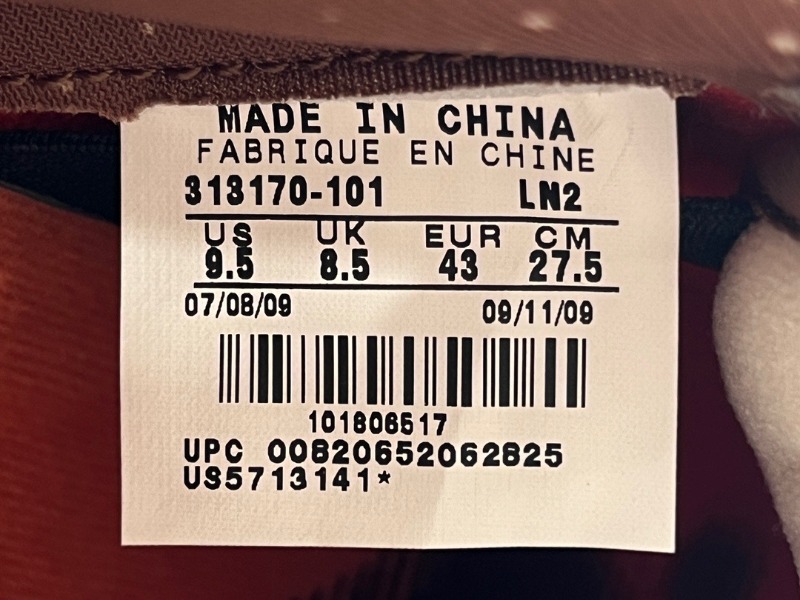 MADE IN CHINA
FABRIQUE EN CHINE
313170-101 LN2
US UK EUR CM
9.5 8.5 43 27.5
07/08/09 09/11/09
101806517
UPC 00820652062825
US5713141*